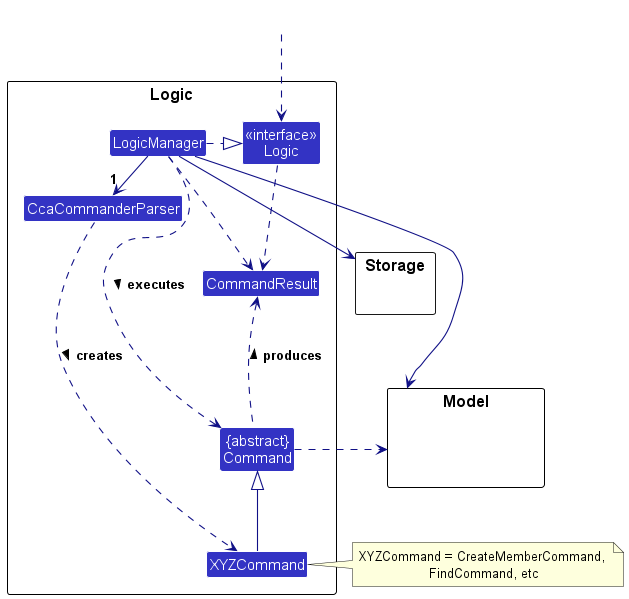 Logic
LogicManager
«interface»
Logic
1
CcaCommanderParser
Storage
CommandResult
executes
creates
produces
Model
{abstract}
Command
XYZCommand
XYZCommand = CreateMemberCommand,
FindCommand, etc